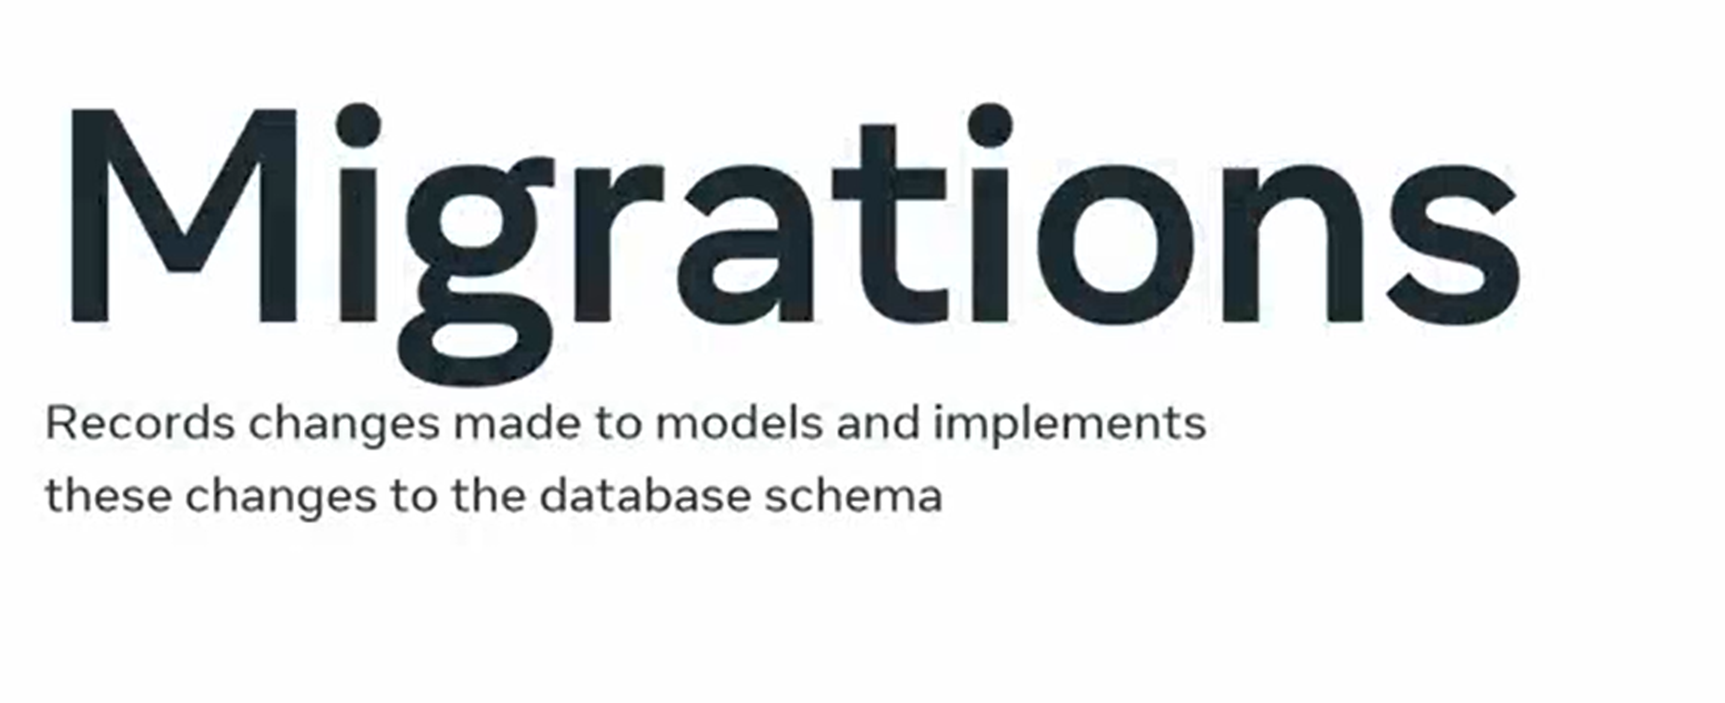 Migrations
Records changes made to models and implements
these changes to the database schema